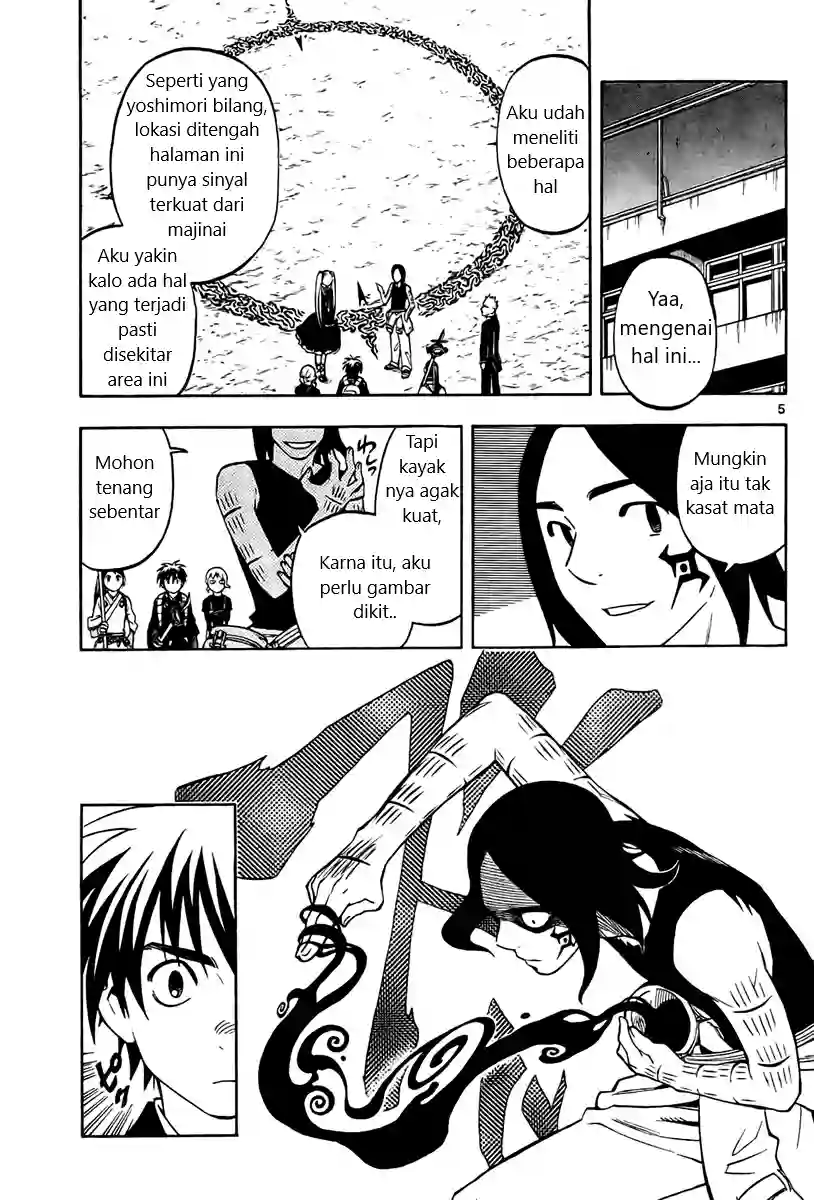 Yaa,
mengenai
hal ini...
5
Aku udah
meneliti
beberapa
hal
Seperti yang
yoshimori bilang,
lokasi ditengah
halaman ini
punya sinyal
terkuat dari
majinai
Aku yakin
kalo ada hal
yang terjadi
pasti
disekitar
area ini
Mungkin
aja itu tak
kasat mata
Tapi
kayak
nya agak
kuat,
Karna itu, aku
perlu gambar
dikit..
Mohon
tenang
sebentar
ピク